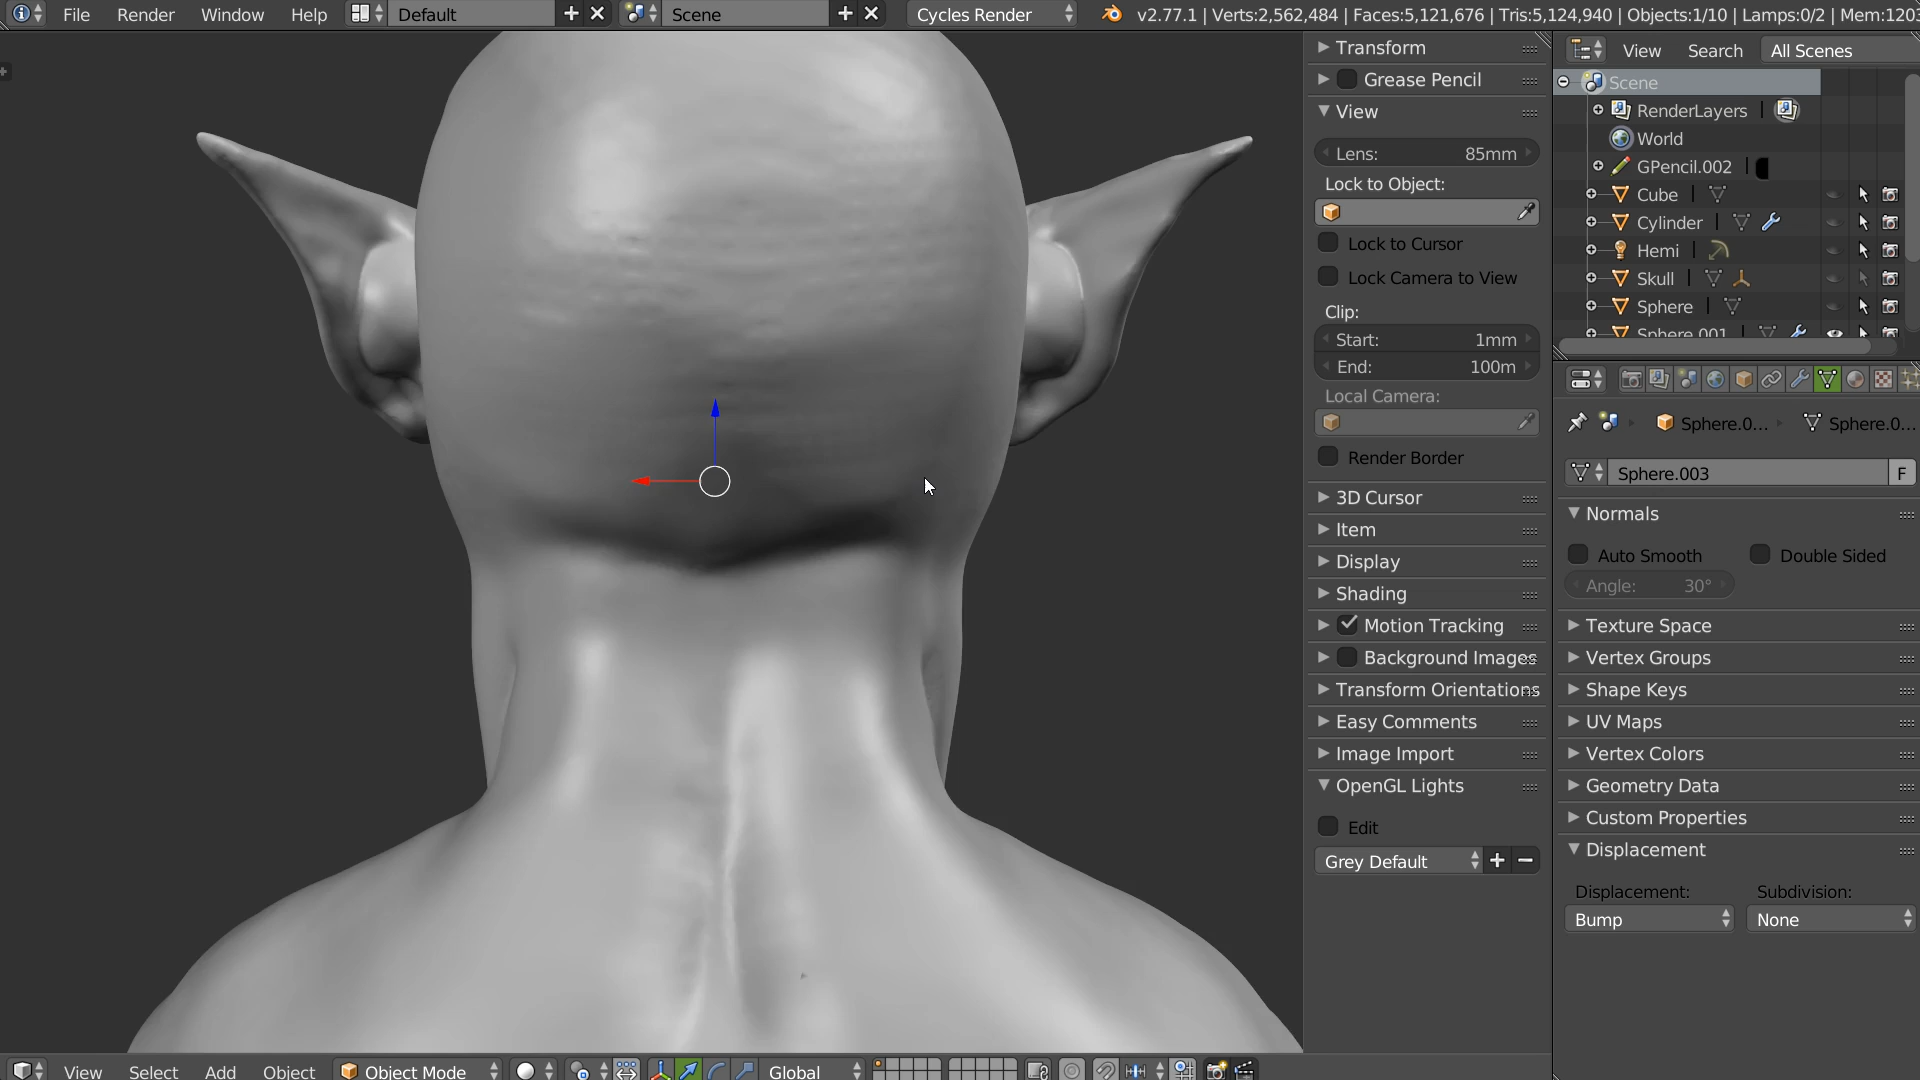 File Render Window Help Default Scene Cycles Render v2.77.1 | Verts:2,562,484 | Faces:5,121,676 | Tris:5,124,940 | Objects:1/10 | Lamps:0/2 | Mem:1203
Transform
Grease Pencil
View
Lens: 85mm
Lock to Object:
Lock to Cursor
Lock Camera to View
Clip:
Start: 1mm
End: 100m
Local Camera:
Render Border
3D Cursor
Item
Display
Shading
Motion Tracking
Background Images
Transform Orientations
Easy Comments
Image Import
OpenGL Lights
Edit
Grey Default
View Search All Scenes
Scene
RenderLayers
World
GPencil.002
Cube
Cylinder
Hemi
Skull
Sphere
Sphere.001
Sphere.0... Sphere.0...
Sphere.003 F
Normals
Auto Smooth Double Sided
Angle: 30°
Texture Space
Vertex Groups
Shape Keys
UV Maps
Vertex Colors
Geometry Data
Custom Properties
Displacement
Displacement: Subdivision:
Bump None
View Select Add Object Object Mode Global